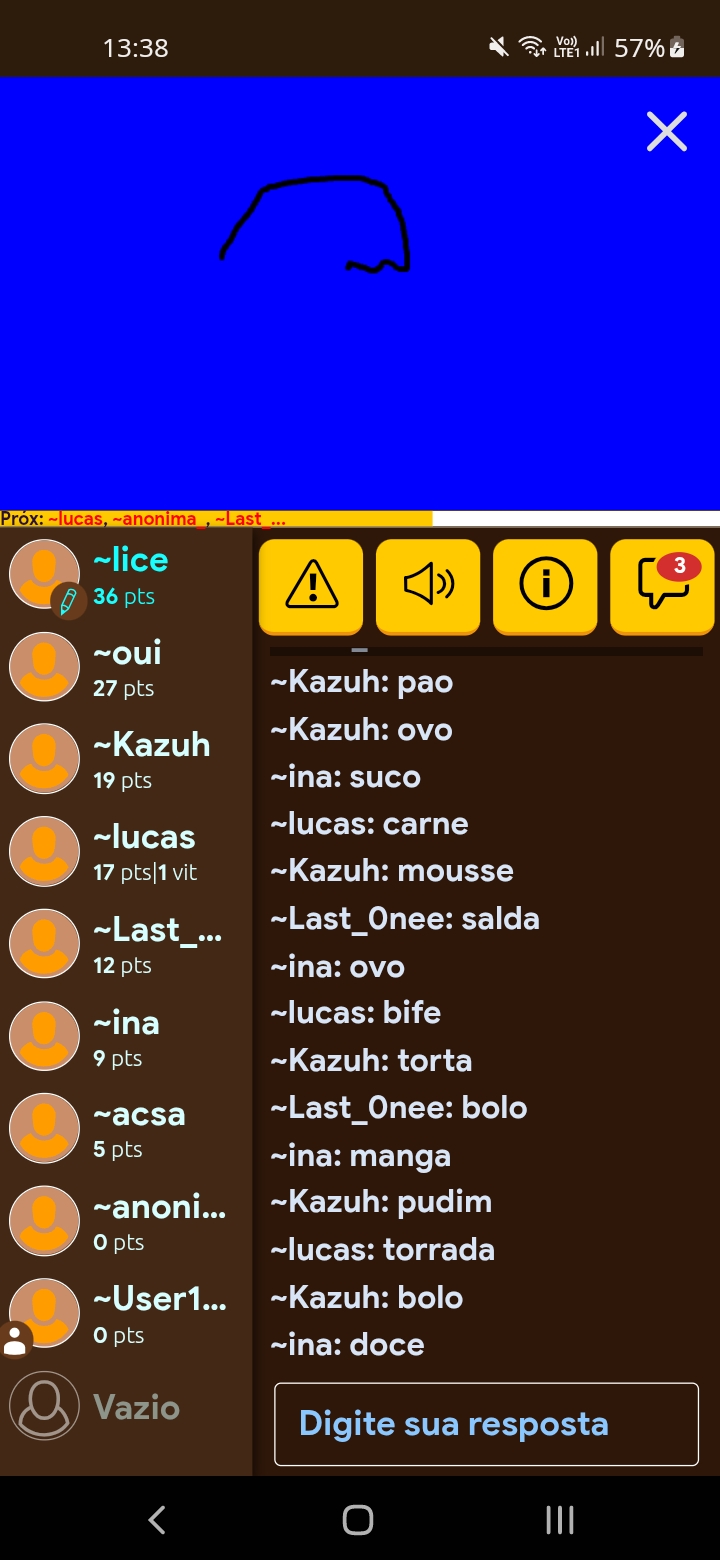 13:38
Vo))
LTE1
57%
Próx: ~lucas, ~anonima_, ~Last_...
~lice
36 pts
~oui
27 pts
~Kazuh
19 pts
~lucas
17 pts|1 vit
~Last_...
12 pts
~ina
9 pts
~acsa
5 pts
~anoni...
0 pts
~User1...
0 pts
Vazio
3
~Kazuh: pao
~Kazuh: ovo
~ina: suco
~lucas: carne
~Kazuh: mousse
~Last_0nee: salda
~ina: ovo
~lucas: bife
~Kazuh: torta
~Last_0nee: bolo
~ina: manga
~Kazuh: pudim
~lucas: torrada
~Kazuh: bolo
~ina: doce
Digite sua resposta